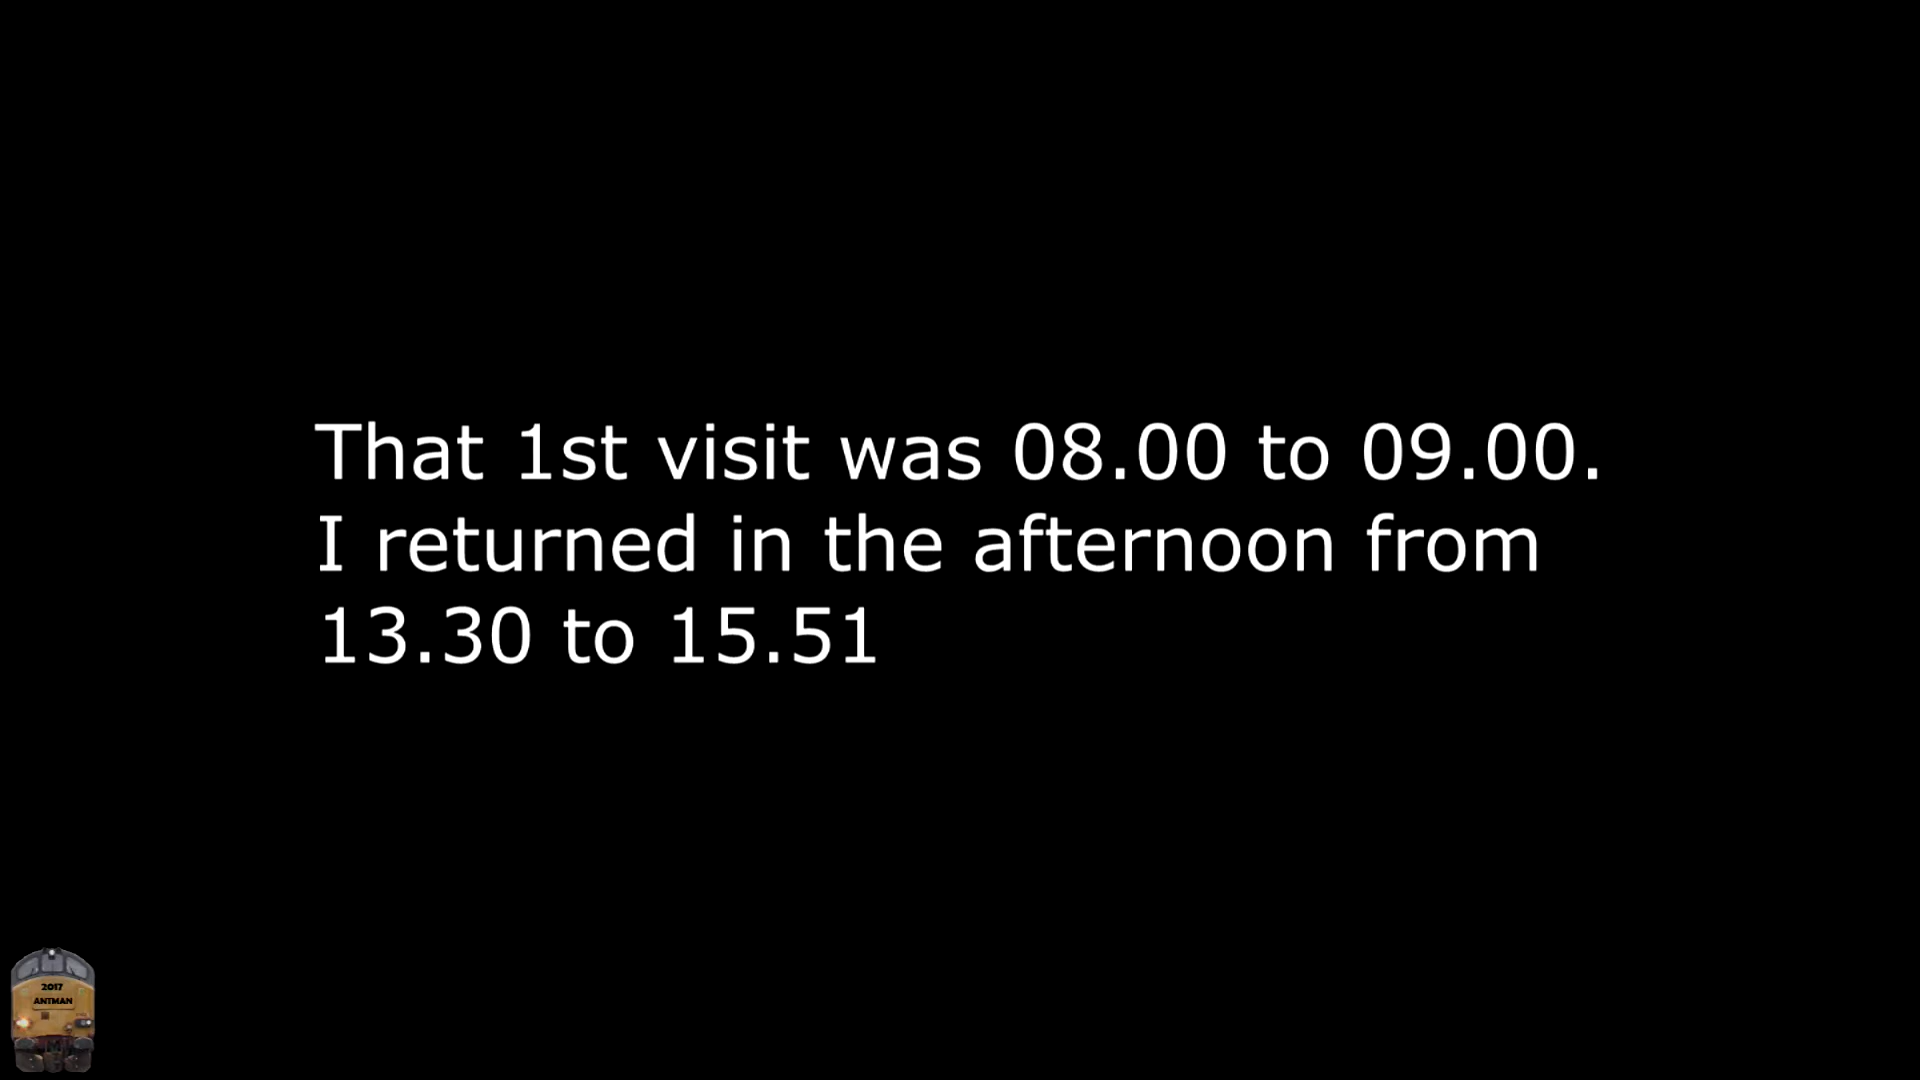 That 1st visit was 08.00 to 09.00.
I returned in the afternoon from
13.30 to 15.51
2017
ANTMAN